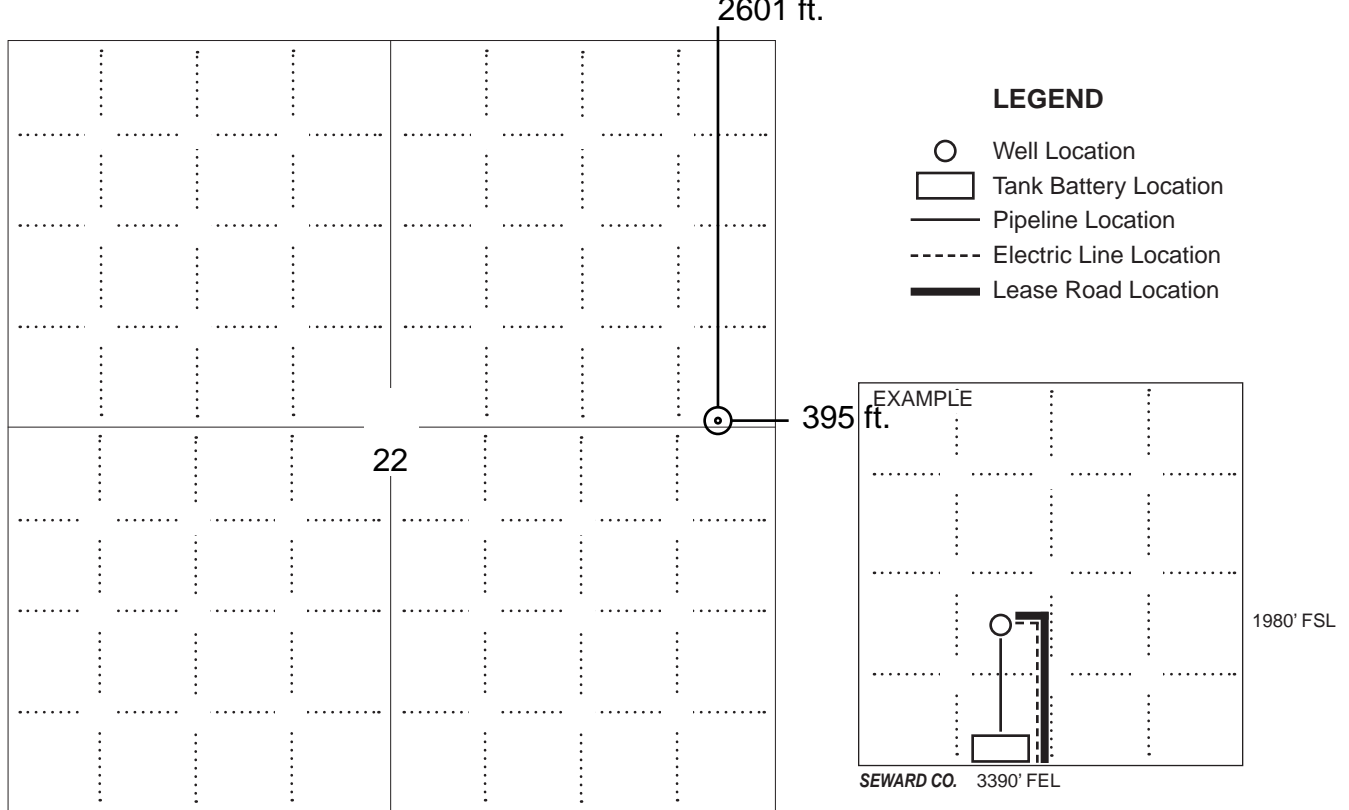 2601 ft.
LEGEND
Well Location
Tank Battery Location
Pipeline Location
Electric Line Location
Lease Road Location
EXAMPLE
395 ft.
22
1980' FSL
SEWARD CO. 3390' FEL